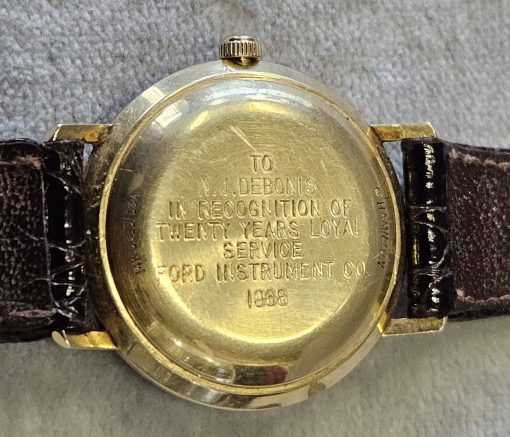 TO
N.J.DEBONIS
IN RECOGNITION OF
TWENTY YEARS LOYAL
SERVICE
FORD INSTRUMENT CO
1968